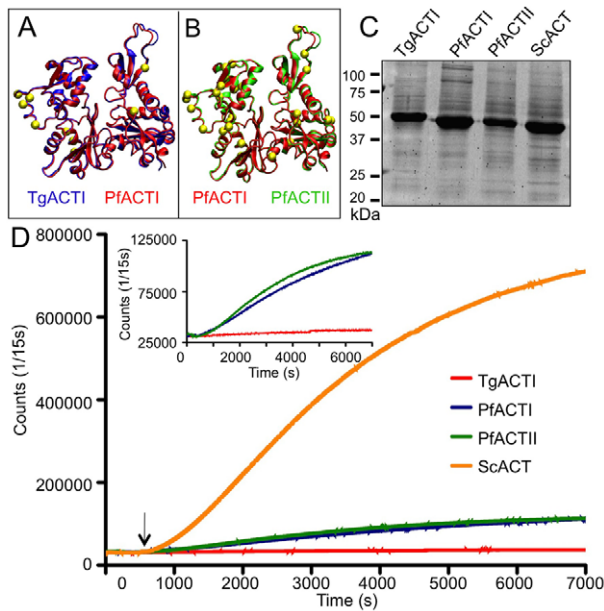 A
B
C
TgACTI PfACTI
PfACTI PfACTII
TgACTI
PfACTI
PfACTII
ScACT
100
75
50
37
25
20
kDa
D
800000
600000
400000
200000
0
Counts (1/15s)
125000
75000
25000
Counts (1/15s)
0 2000 4000 6000
Time (s)
TgACTI
PfACTI
PfACTII
ScACT
0 1000 2000 3000 4000 5000 6000 7000
Time (s)